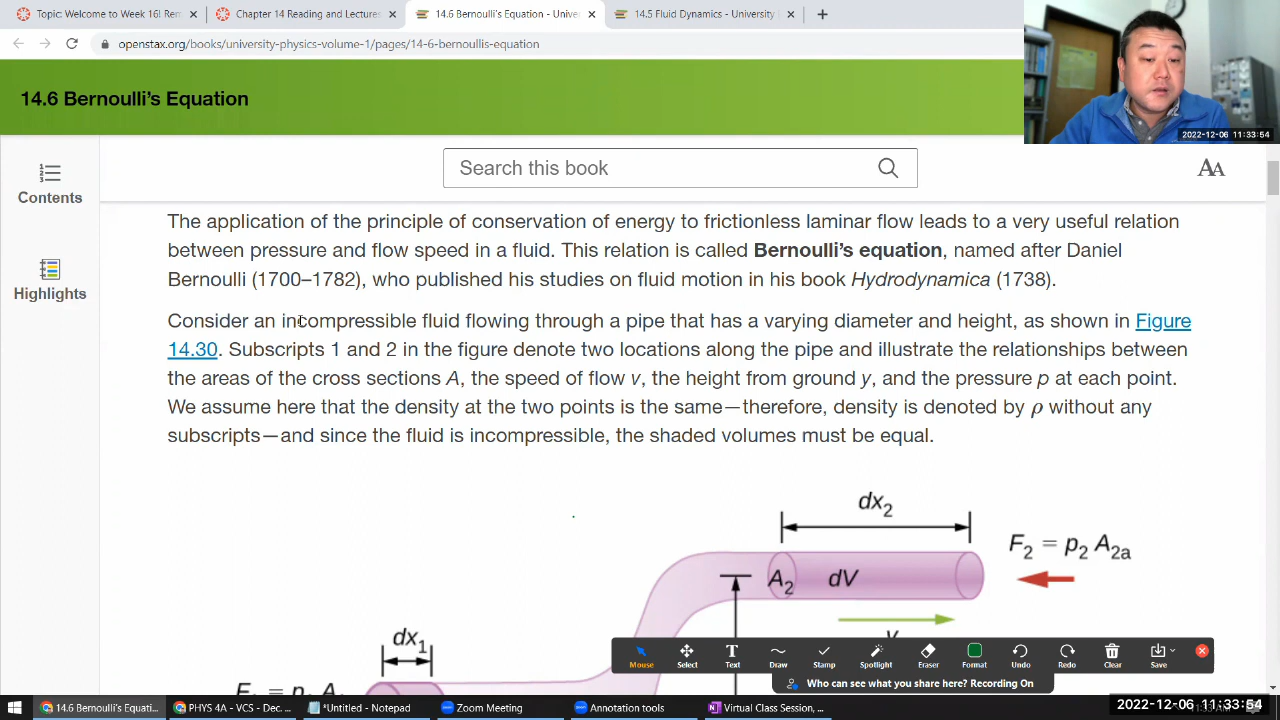 Topic: Welcome to Week 16! Rem
Chapter 14 Reading and Lectures
14.6 Bernoulli's Equation - Unive
14.5 Fluid Dynamics - University
openstax.org/books/university-physics-volume-1/pages/14-6-bernoullis-equation
14.6 Bernoulli's Equation
2022-12-06 11:33:54
Contents
Search this book
AA
Highlights
The application of the principle of conservation of energy to frictionless laminar flow leads to a very useful relation
between pressure and flow speed in a fluid. This relation is called Bernoulli's equation, named after Daniel
Bernoulli (1700–1782), who published his studies on fluid motion in his book Hydrodynamica (1738).
Consider an incompressible fluid flowing through a pipe that has a varying diameter and height, as shown in Figure
14.30. Subscripts 1 and 2 in the figure denote two locations along the pipe and illustrate the relationships between
the areas of the cross sections A, the speed of flow v, the height from ground y, and the pressure p at each point.
We assume here that the density at the two points is the same—therefore, density is denoted by ρ without any
subscripts—and since the fluid is incompressible, the shaded volumes must be equal.
dx₂
F₂ = p₂ A₂ₐ
A₂ dV
dx₁
Mouse Select Text Draw Stamp Spotlight Eraser Format Undo Redo Clear Save
Who can see what you share here? Recording On
14.6 Bernoulli's Equati...
PHYS 4A - VCS - Dec. ...
*Untitled - Notepad
Zoom Meeting
Annotation tools
Virtual Class Session, ...
2022-12-06 11:33:54